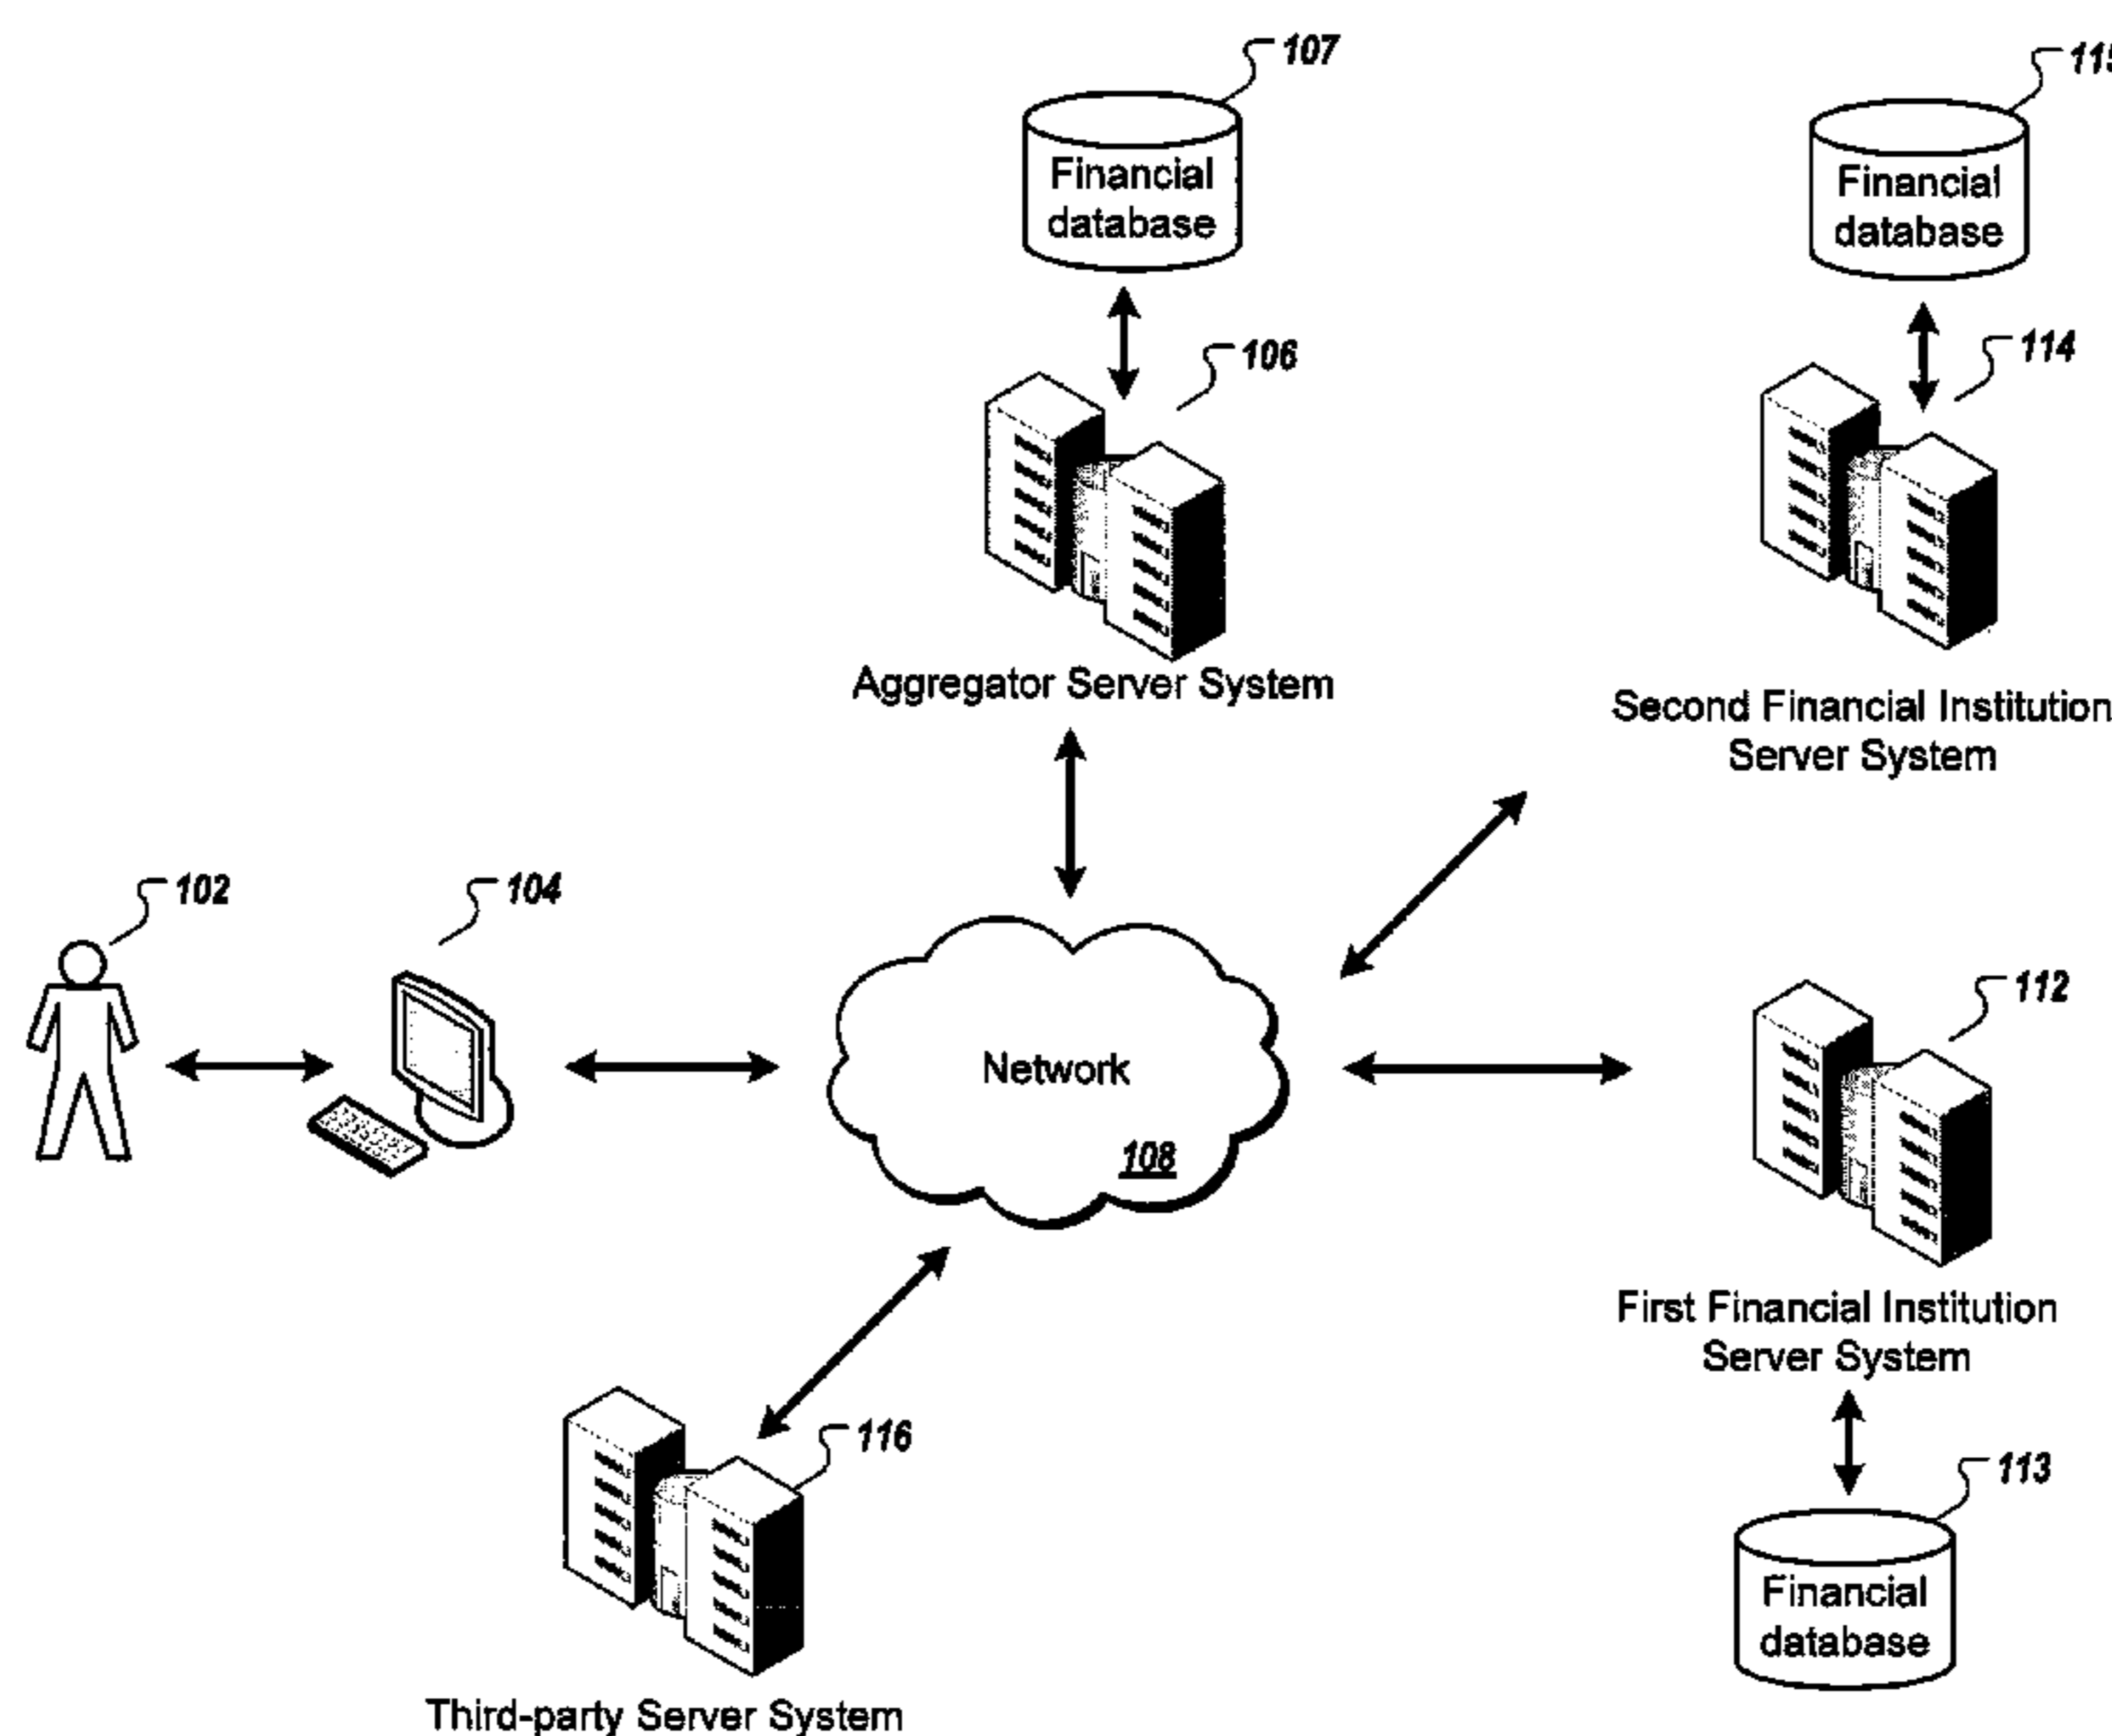 107
115
Financial
database
Financial
database
106
114
Aggregator Server System
Second Financial Institution
Server System
102
104
112
Network
108
First Financial Institution
Server System
116
113
Financial
database
Third-party Server System